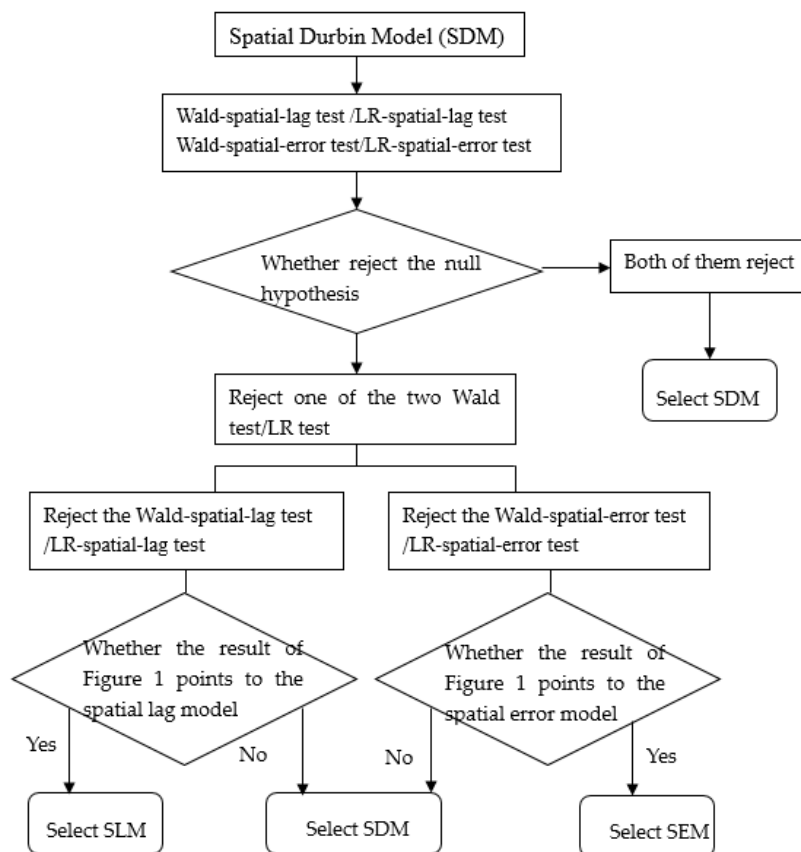 Spatial Durbin Model (SDM)
Wald-spatial-lag test /LR-spatial-lag test
Wald-spatial-error test/LR-spatial-error test
Whether reject the null
hypothesis
Both of them reject
Select SDM
Reject one of the two Wald
test/LR test
Reject the Wald-spatial-lag test
/LR-spatial-lag test
Reject the Wald-spatial-error test
/LR-spatial-error test
Whether the result of
Figure 1 points to the
spatial lag model
Whether the result of
Figure 1 points to the
spatial error model
Yes
No
No
Yes
Select SLM
Select SDM
Select SEM